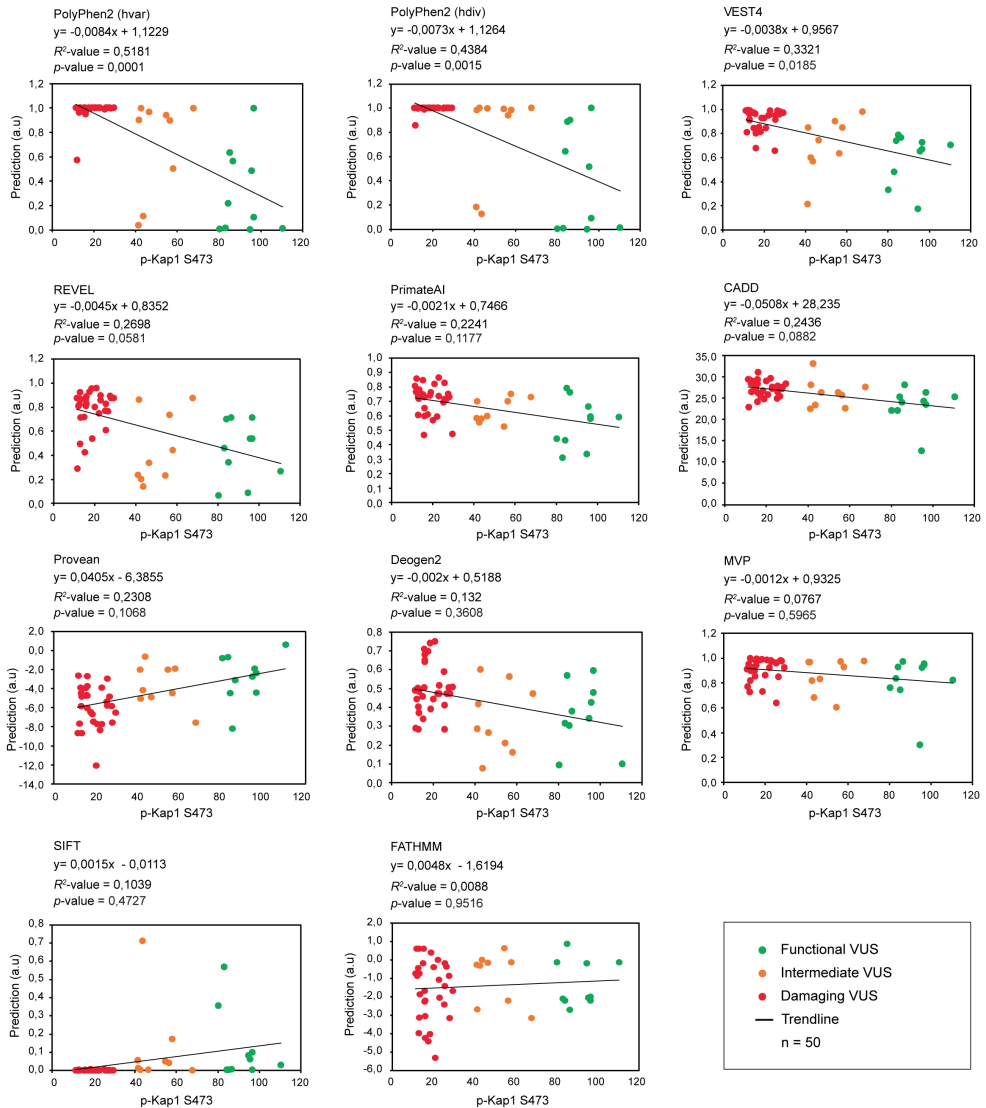 PolyPhen2 (hvar)
y= -0,0084x + 1,1229
R²-value = 0,5181
p-value = 0,0001
1,2
1,0
0,8
0,6
0,4
0,2
0,0
Prediction (a.u)
0 20 40 60 80 100 120
p-Kap1 S473
PolyPhen2 (hdiv)
y= -0,0073x + 1,1264
R²-value = 0,4384
p-value = 0,0015
1,2
1,0
0,8
0,6
0,4
0,2
0,0
Prediction (a.u)
0 20 40 60 80 100 120
p-Kap1 S473
VEST4
y= -0,0038x + 0,9567
R²-value = 0,3321
p-value = 0,0185
1,2
1,0
0,8
0,6
0,4
0,2
0,0
Prediction (a.u)
0 20 40 60 80 100 120
p-Kap1 S473
REVEL
y= -0,0045x + 0,8352
R²-value = 0,2698
p-value = 0,0581
1,2
1,0
0,8
0,6
0,4
0,2
0,0
Prediction (a.u)
0 20 40 60 80 100 120
p-Kap1 S473
PrimateAI
y= -0,0021x + 0,7466
R²-value = 0,2241
p-value = 0,1177
1,0
0,9
0,8
0,7
0,6
0,5
0,4
0,3
0,2
0,1
0,1
Prediction (a.u)
0 20 40 60 80 100 120
p-Kap1 S473
CADD
y= -0,0508x + 28,235
R²-value = 0,2436
p-value = 0,0882
35,0
30,0
25,0
20,0
15,0
10,0
5,0
0,0
Prediction (a.u)
0 20 40 60 80 100 120
p-Kap1 S473
Provean
y= 0,0405x - 6,3855
R²-value = 0,2308
p-value = 0,1068
2,0
0,0
-2,0
-4,0
-6,0
-8,0
-10,0
-12,0
-14,0
Prediction (a.u)
0 20 40 60 80 100 120
p-Kap1 S473
Deogen2
y= -0,002x + 0,5188
R²-value = 0,132
p-value = 0,3608
0,8
0,7
0,6
0,5
0,4
0,3
0,2
0,1
0,0
Prediction (a.u)
0 20 40 60 80 100 120
p-Kap1 S473
MVP
y= -0,0012x + 0,9325
R²-value = 0,0767
p-value = 0,5965
1,2
1,0
0,8
0,6
0,4
0,2
0,0
Prediction (a.u)
0 20 40 60 80 100 120
p-Kap1 S473
SIFT
y= 0,0015x - 0,0113
R²-value = 0,1039
p-value = 0,4727
0,8
0,7
0,6
0,5
0,4
0,3
0,2
0,1
0,0
Prediction (a.u)
0 20 40 60 80 100 120
p-Kap1 S473
FATHMM
y= 0,0048x - 1,6194
R²-value = 0,0088
p-value = 0,9516
2,0
1,0
0,0
-1,0
-2,0
-3,0
-4,0
-5,0
-6,0
Prediction (a.u)
0 20 40 60 80 100 120
p-Kap1 S473
Functional VUS
Intermediate VUS
Damaging VUS
Trendline
n = 50